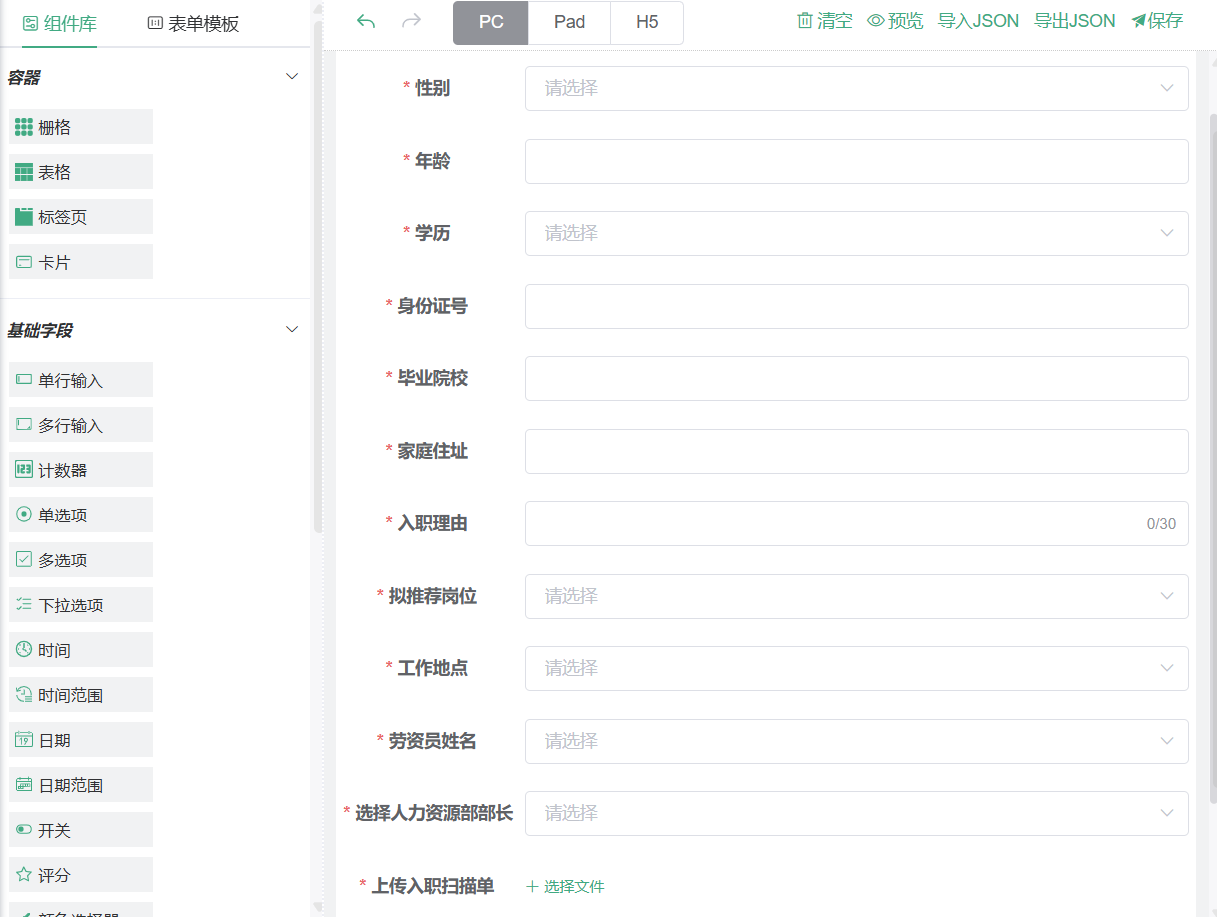 组件库
表单模板
PC
Pad
H5
清空
预览
导入JSON
导出JSON
保存
容器
栅格
表格
标签页
卡片
基础字段
单行输入
多行输入
123 计数器
单选项
多选项
下拉选项
时间
时间范围
19 日期
日期范围
开关
评分
颜色选择器
* 性别
请选择
* 年龄
* 学历
请选择
* 身份证号
* 毕业院校
* 家庭住址
* 入职理由
0/30
* 拟推荐岗位
请选择
* 工作地点
请选择
* 劳资员姓名
请选择
* 选择人力资源部部长
请选择
* 上传入职扫描单
+ 选择文件